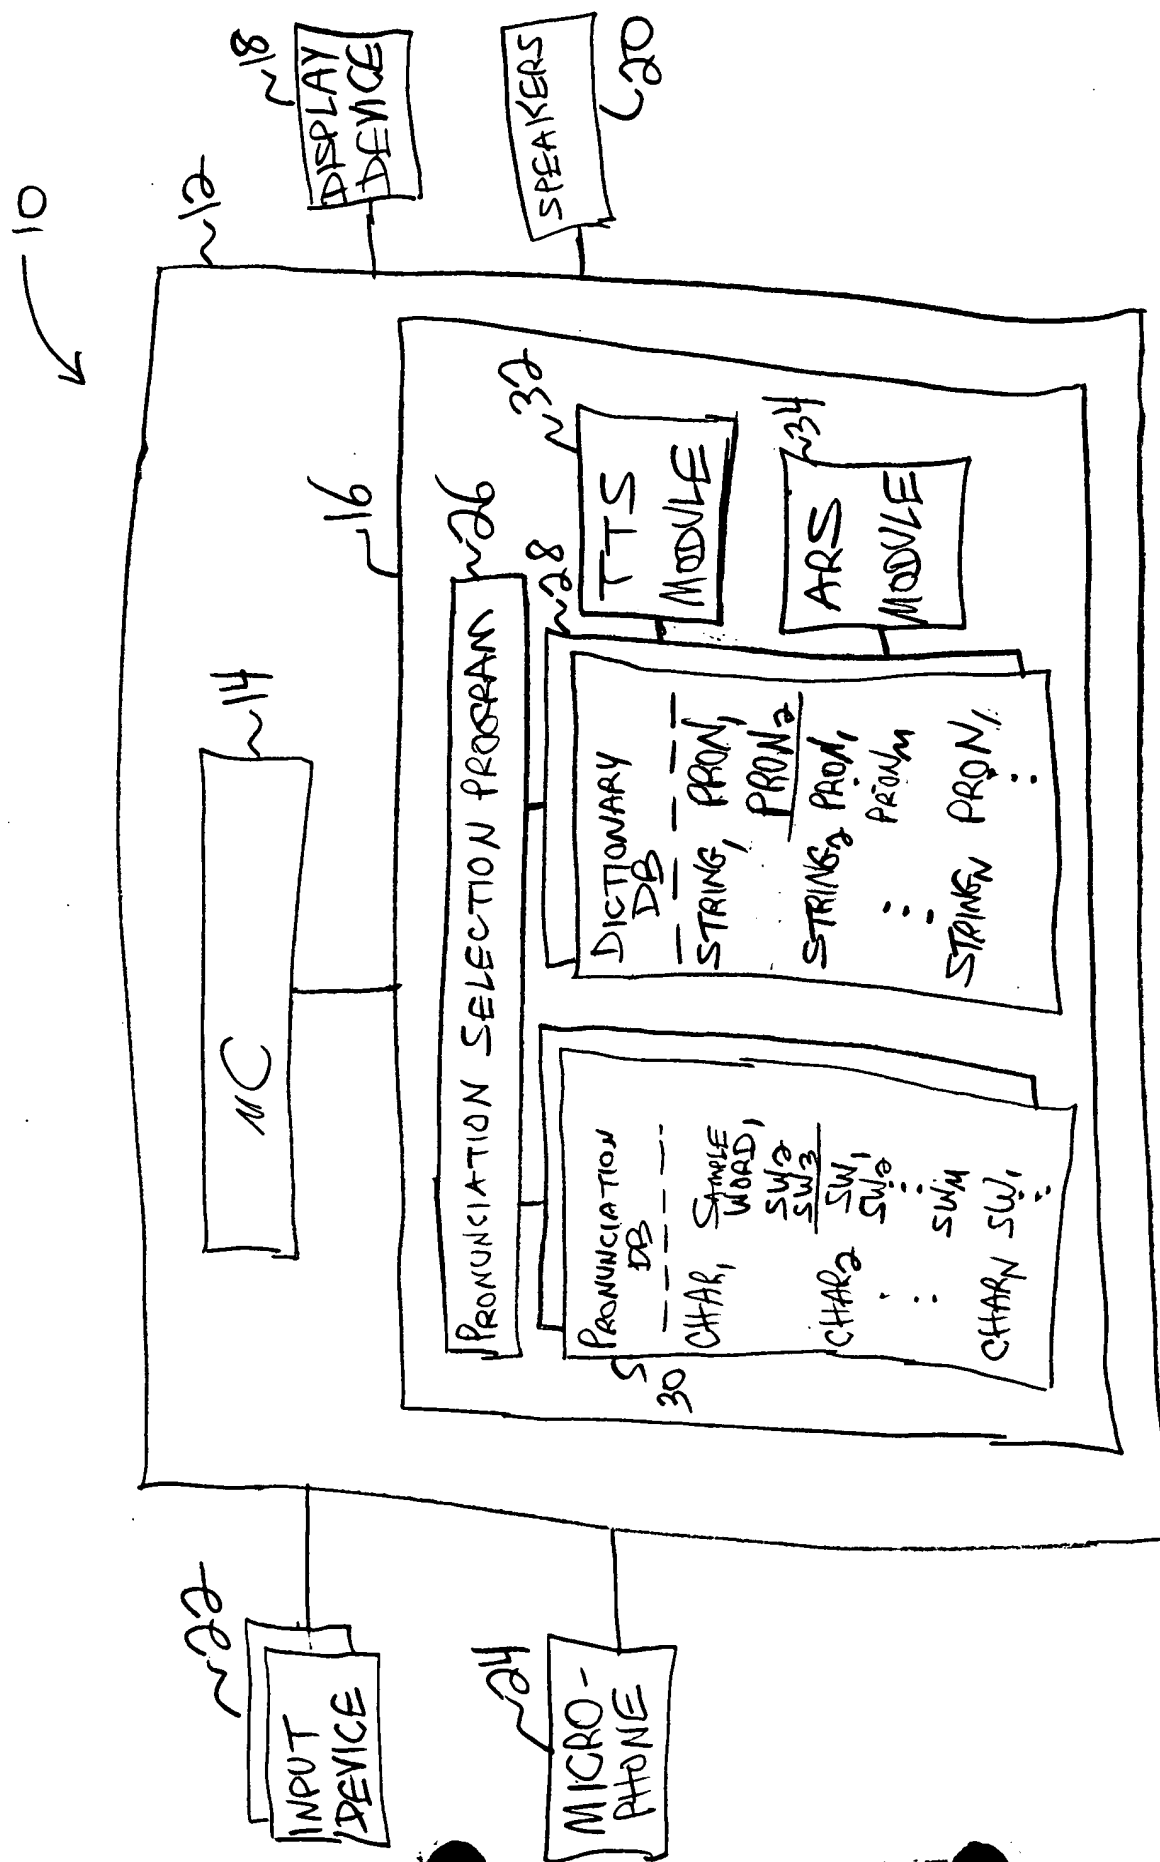 10
12
INPUT
DEVICE
22
MICRO-
PHONE
24
14
16
PRONUNCIATION SELECTION PROGRAM
26
PRONUNCIATION
DB
CHAR1 SAMPLE
WORD1
SW2
SW3
CHAR2 SW1
SW2
SWM
CHARN SW1
30
DICTIONARY
DB
STRING1 PRON1
PRON2
STRING2 PRON1
PRONM
STRINGN PRON1
28
TTS
MODULE
32
ARS
MODULE
34
DISPLAY
DEVICE
18
SPEAKERS
20